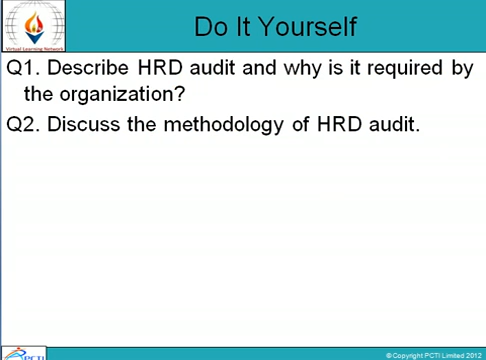 Do It Yourself
Virtual Learning Network
Q1. Describe HRD audit and why is it required by
the organization?
Q2. Discuss the methodology of HRD audit.
PCTI
© Copyright PCTI Limited 2012